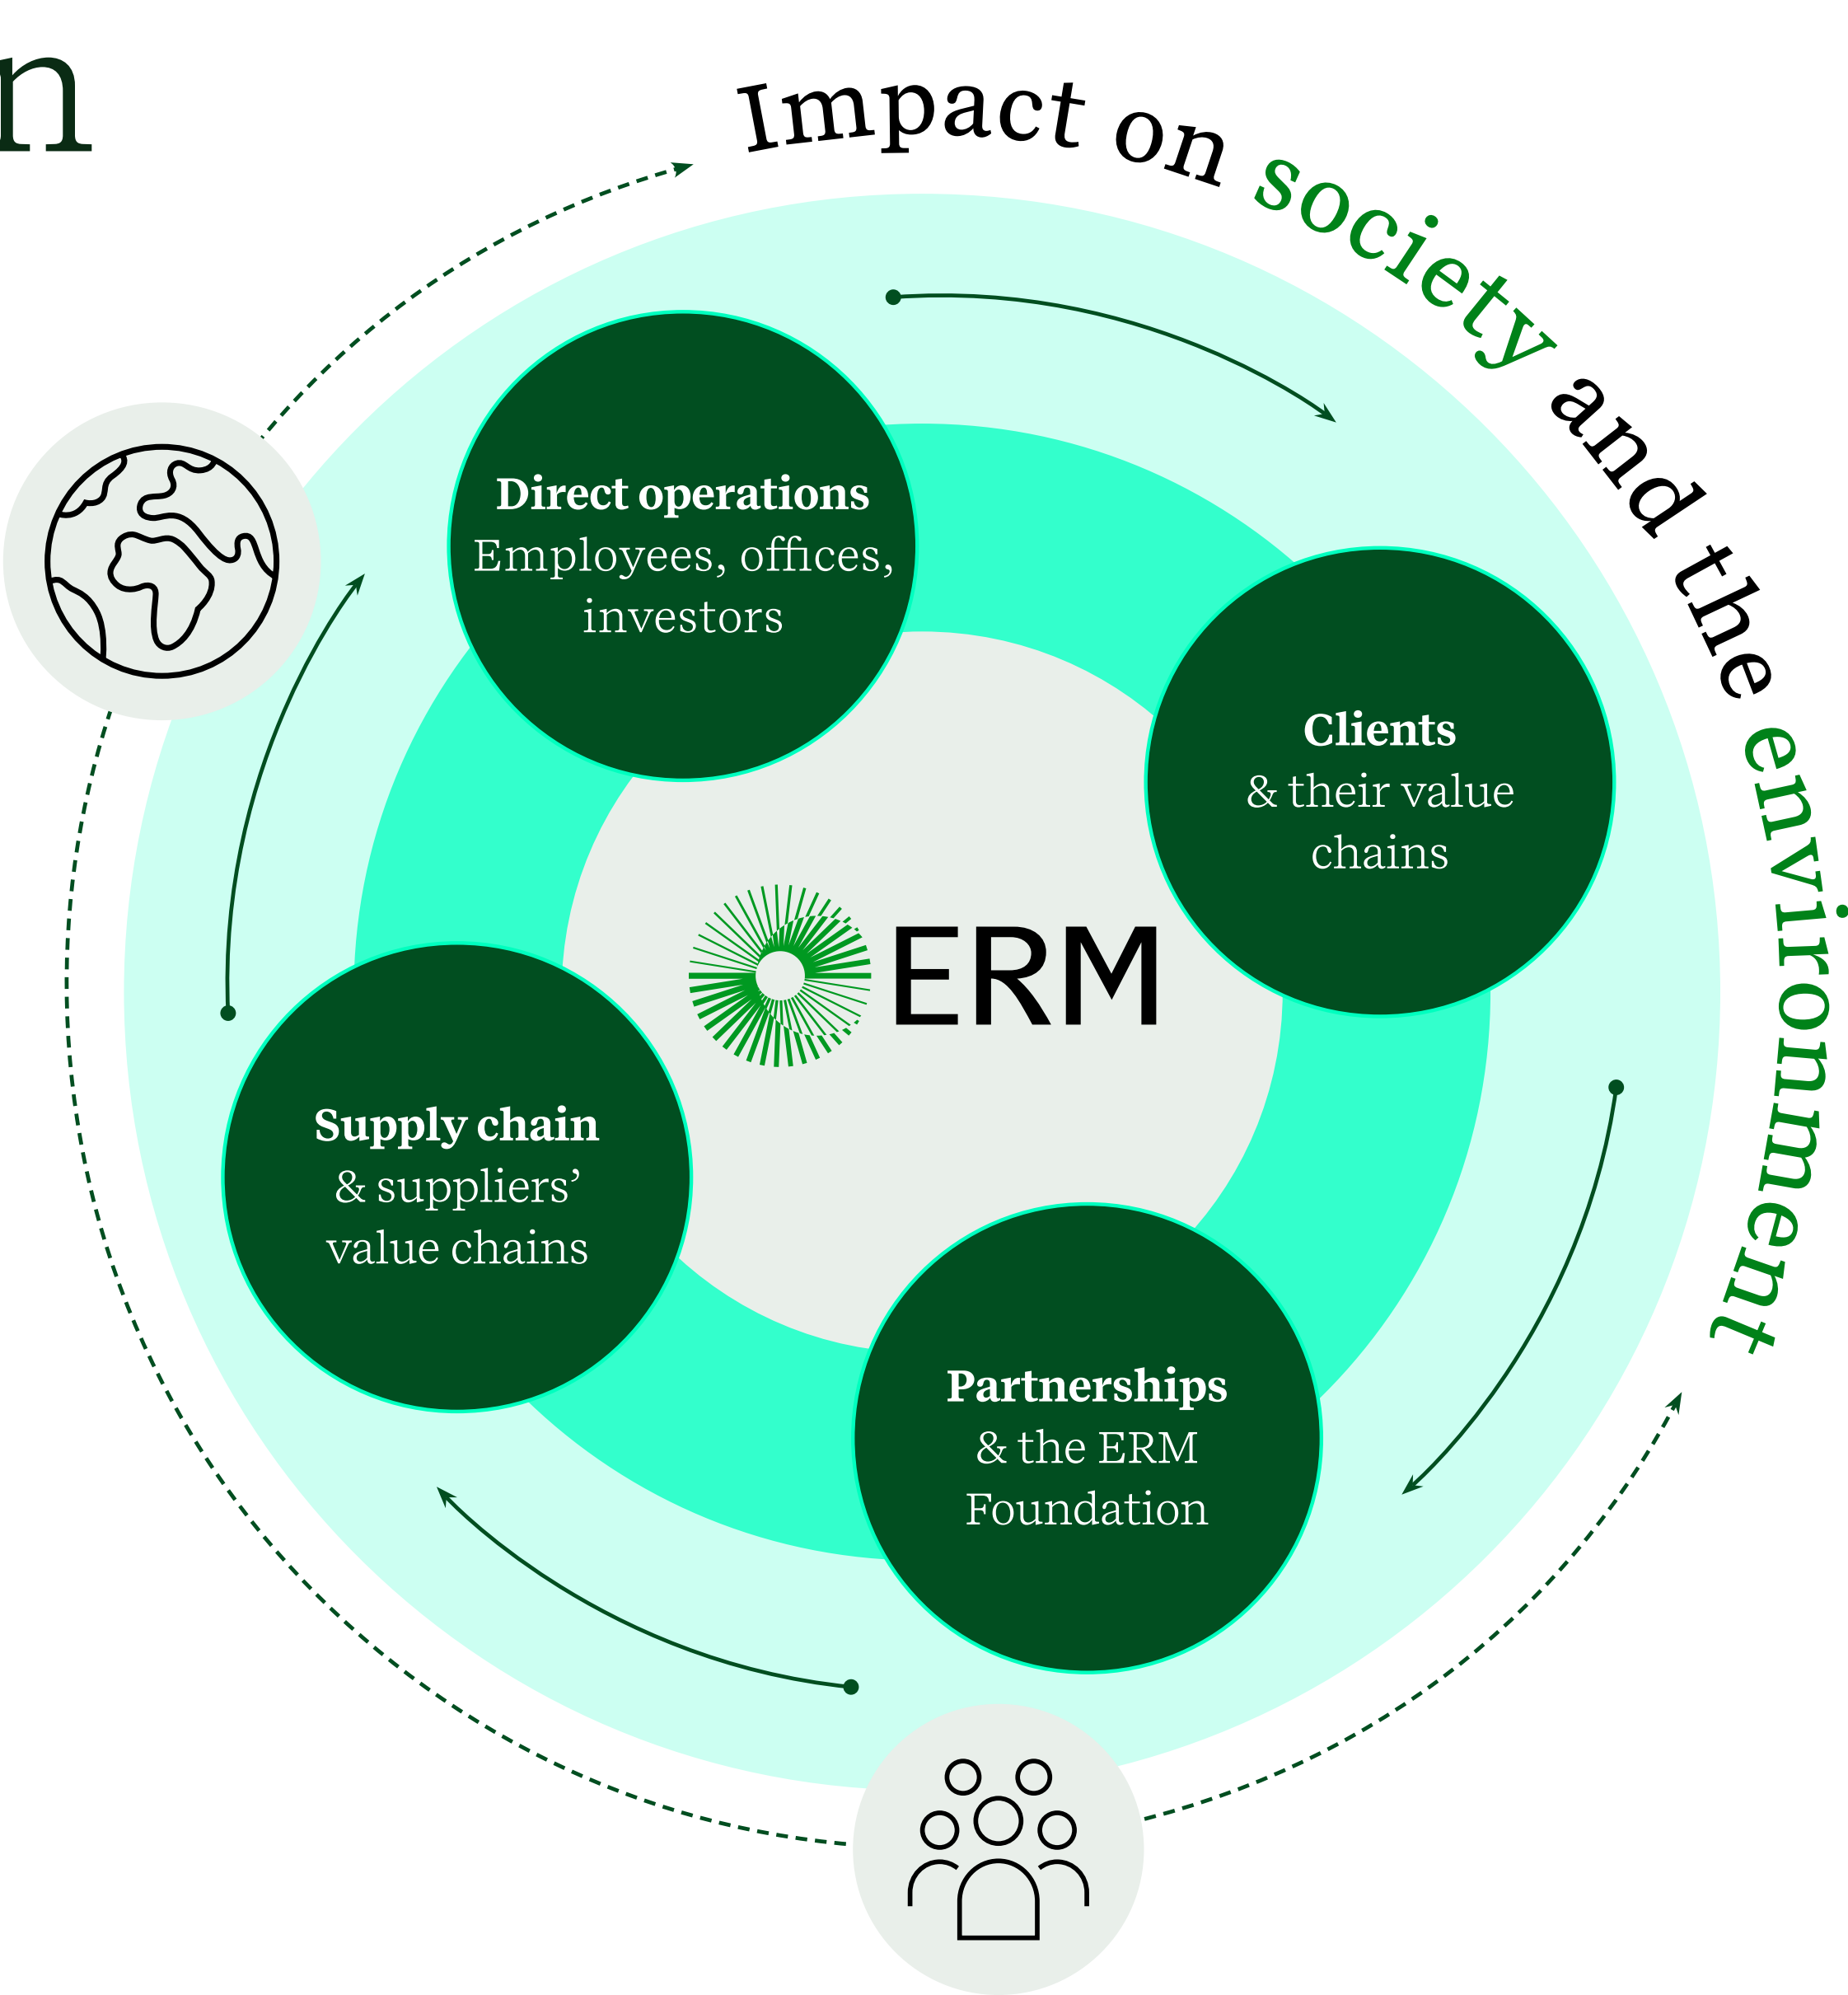 n
Impact on society and the environment
Direct operations
Employees, offices,
investors
Clients
& their value
chains
ERM
Supply chain
& suppliers’
value chains
Partnerships
& the ERM
Foundation